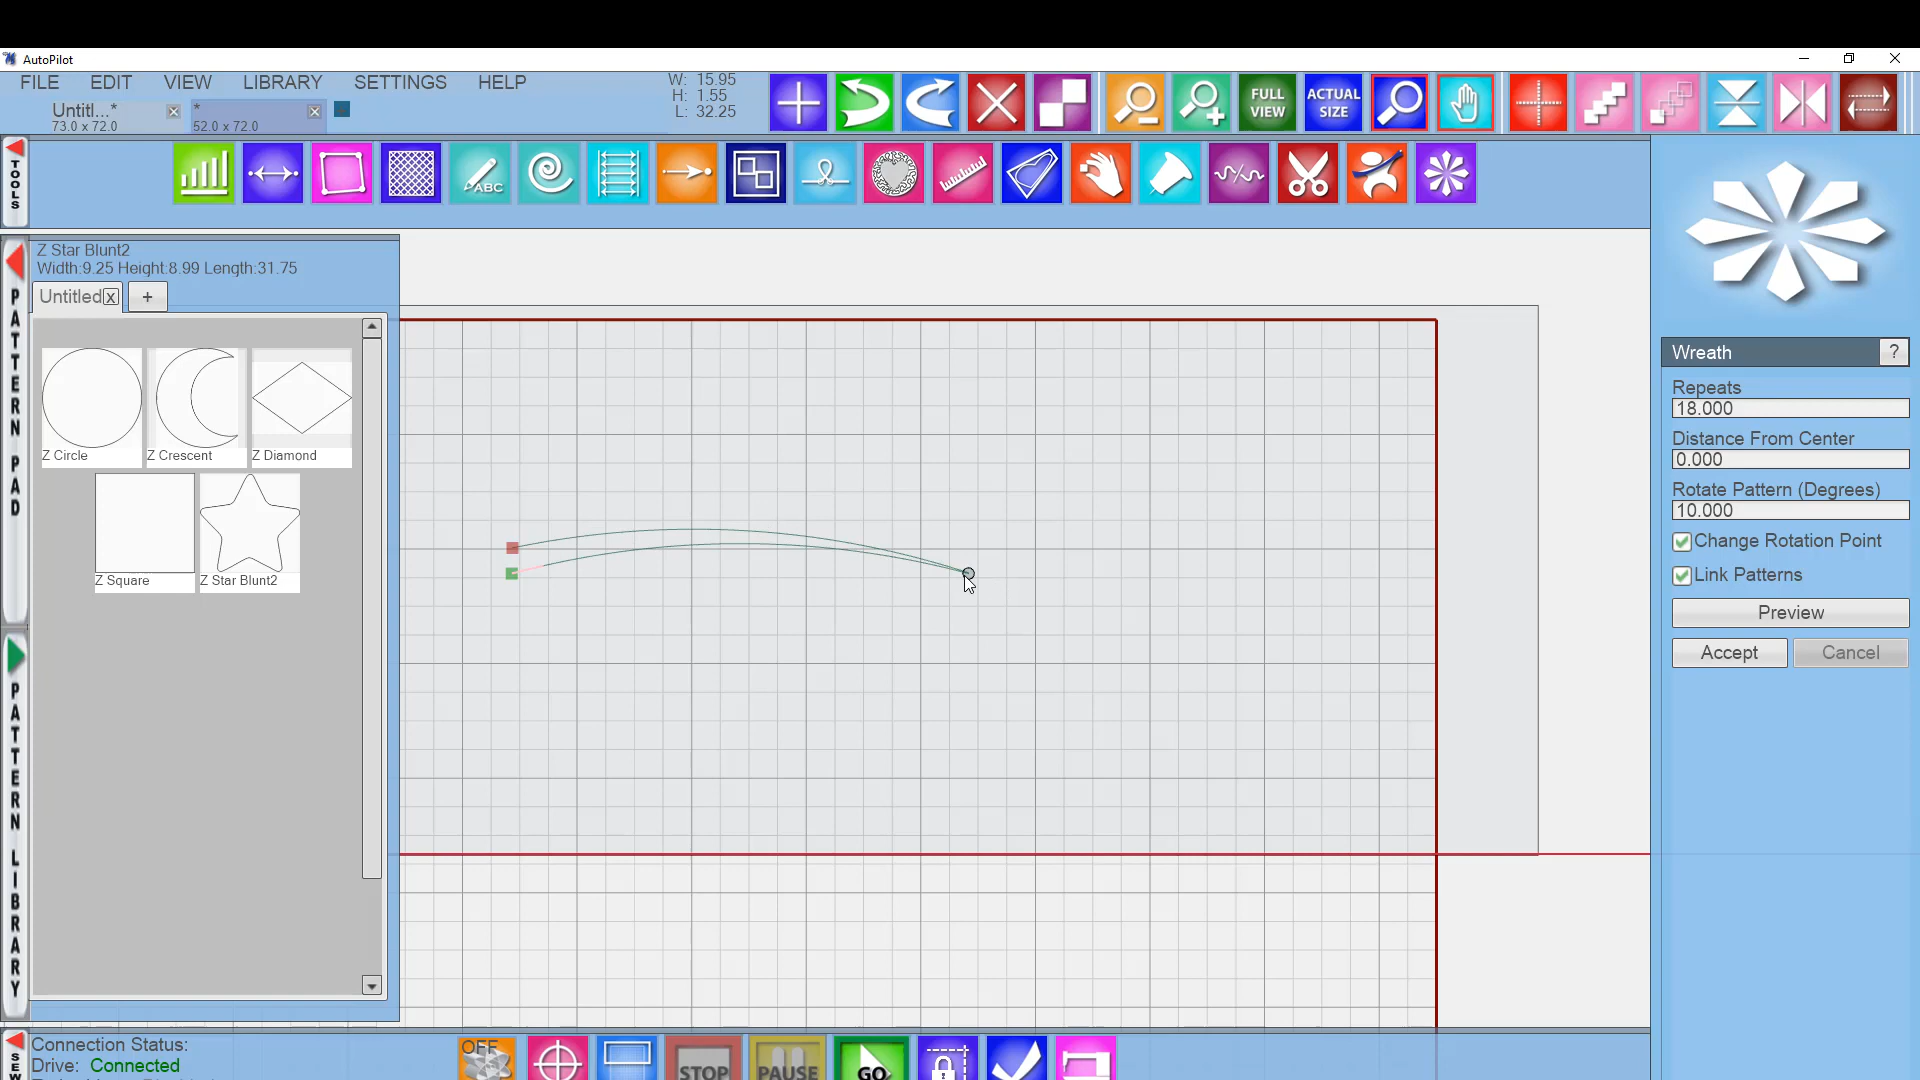 AutoPilot
FILE EDIT VIEW LIBRARY SETTINGS HELP
W: 15.95
H: 1.55
L: 32.25
Untitl...* x
73.0 x 72.0
* x
52.0 x 72.0
FULL VIEW
ACTUAL SIZE
TOOLS
ABC
Z Star Blunt2
Width:9.25 Height:8.99 Length:31.75
Untitled x +
PATTERN PAD
Z Circle Z Crescent Z Diamond
Z Square Z Star Blunt2
PATTERN LIBRARY
Wreath ?
Repeats
18.000
Distance From Center
0.000
Rotate Pattern (Degrees)
10.000
Change Rotation Point
Link Patterns
Preview
Accept Cancel
Connection Status:
Drive: Connected
OFF
STOP PAUSE GO